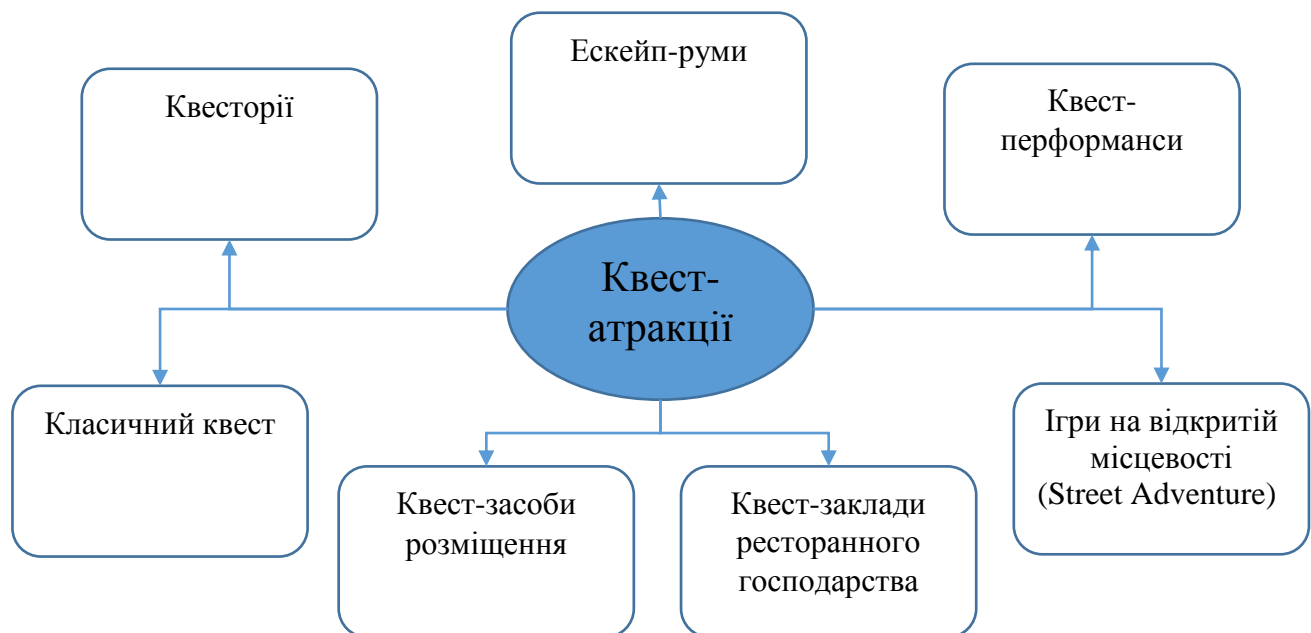 Ескейп-руми
Квесторії
Квест-
перформанси
Квест-
атракції
Класичний квест
Ігри на відкритій
місцевості
(Street Adventure)
Квест-засоби
розміщення
Квест-заклади
ресторанного
господарства